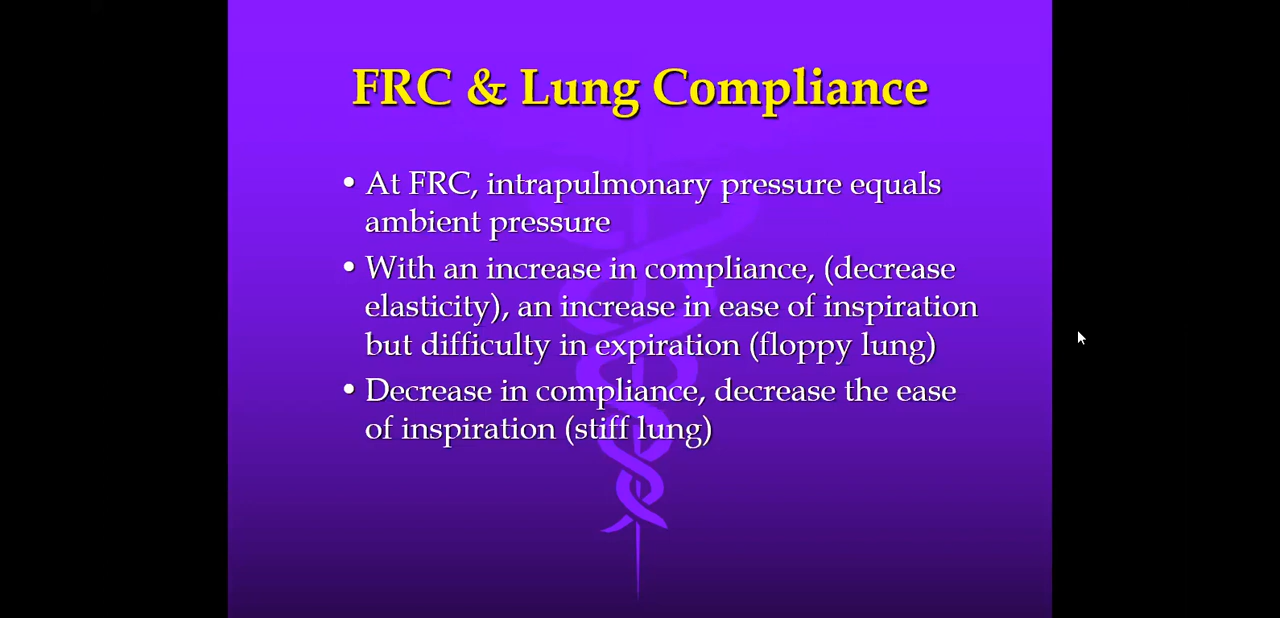 FRC & Lung Compliance
• At FRC, intrapulmonary pressure equals
ambient pressure
• With an increase in compliance, (decrease
elasticity), an increase in ease of inspiration
but difficulty in expiration (floppy lung)
• Decrease in compliance, decrease the ease
of inspiration (stiff lung)